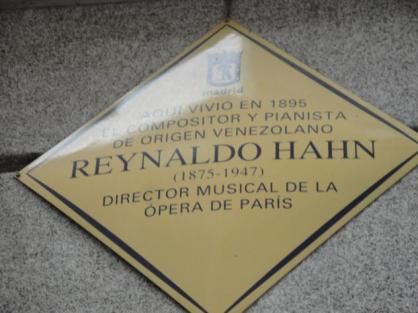 madrid
AQUI VIVIÓ EN 1895
EL COMPOSITOR Y PIANISTA
DE ORIGEN VENEZOLANO
REYNALDO HAHN
(1875-1947)
DIRECTOR MUSICAL DE LA
ÓPERA DE PARÍS